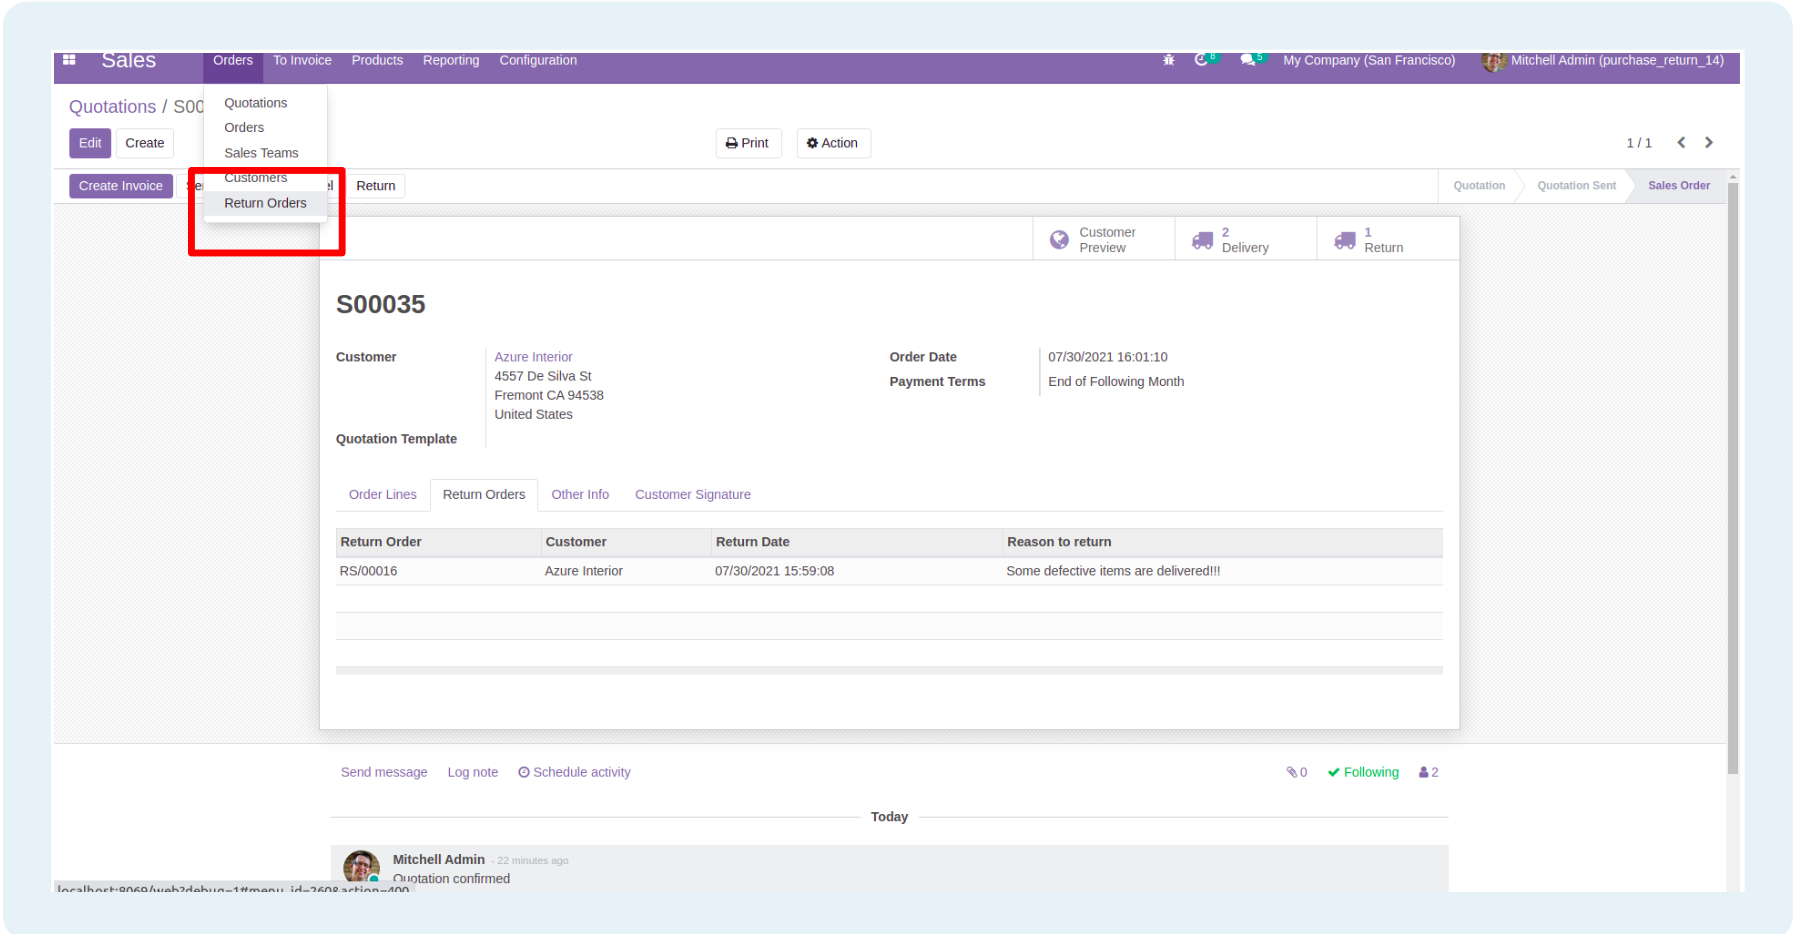 Sales Orders To Invoice Products Reporting Configuration 8 5 My Company (San Francisco) Mitchell Admin (purchase_return_14)
Quotations / S00
Quotations
Orders
Sales Teams
Customers
Return Orders
Edit Create Print Action 1 / 1
Create Invoice Return Quotation Quotation Sent Sales Order
Customer Preview
2 Delivery
1 Return
S00035
Customer Azure Interior
4557 De Silva St
Fremont CA 94538
United States
Order Date 07/30/2021 16:01:10
Payment Terms End of Following Month
Quotation Template
Order Lines Return Orders Other Info Customer Signature
Return Order Customer Return Date Reason to return
RS/00016 Azure Interior 07/30/2021 15:59:08 Some defective items are delivered!!!
Send message Log note Schedule activity 0 Following 2
Today
Mitchell Admin - 22 minutes ago
Quotation confirmed
localhost:8069/web?debug=1#menu_id=260&action=400